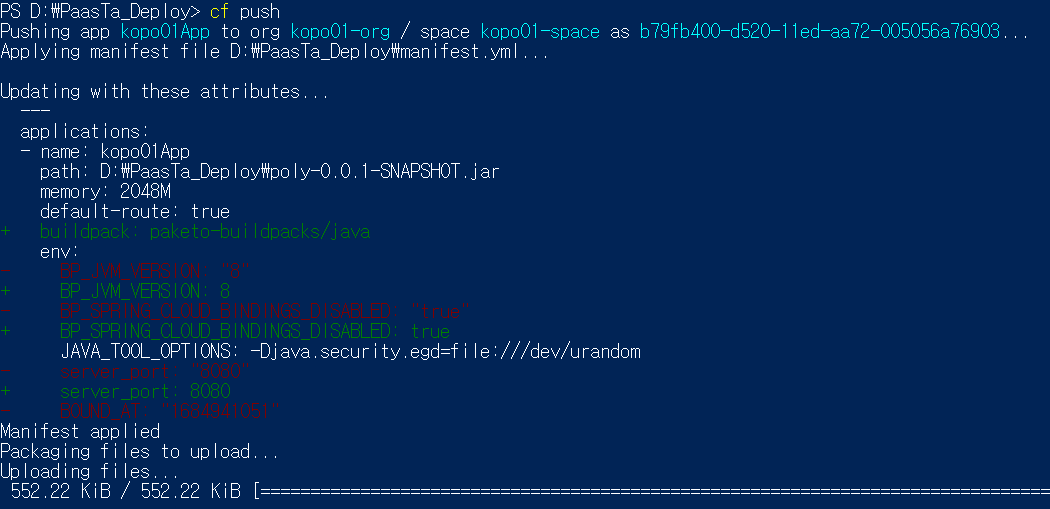 PS D:\PaasTa_Deploy> cf push
Pushing app kopo01App to org kopo01-org / space kopo01-space as b79fb400-d520-11ed-aa72-005056a76903...
Applying manifest file D:\PaasTa_Deploy\manifest.yml...
Updating with these attributes...
---
applications:
- name: kopo01App
path: D:\PaasTa_Deploy\poly-0.0.1-SNAPSHOT.jar
memory: 2048M
default-route: true
+ buildpack: paketo-buildpacks/java
env:
- BP_JVM_VERSION: "8"
+ BP_JVM_VERSION: 8
- BP_SPRING_CLOUD_BINDINGS_DISABLED: "true"
+ BP_SPRING_CLOUD_BINDINGS_DISABLED: true
JAVA_TOOL_OPTIONS: -Djava.security.egd=file:///dev/urandom
- server_port: "8080"
+ server_port: 8080
-
Manifest applied
Packaging files to upload...
Uploading files...
552.22 KiB / 552.22 KiB [==============================================================================